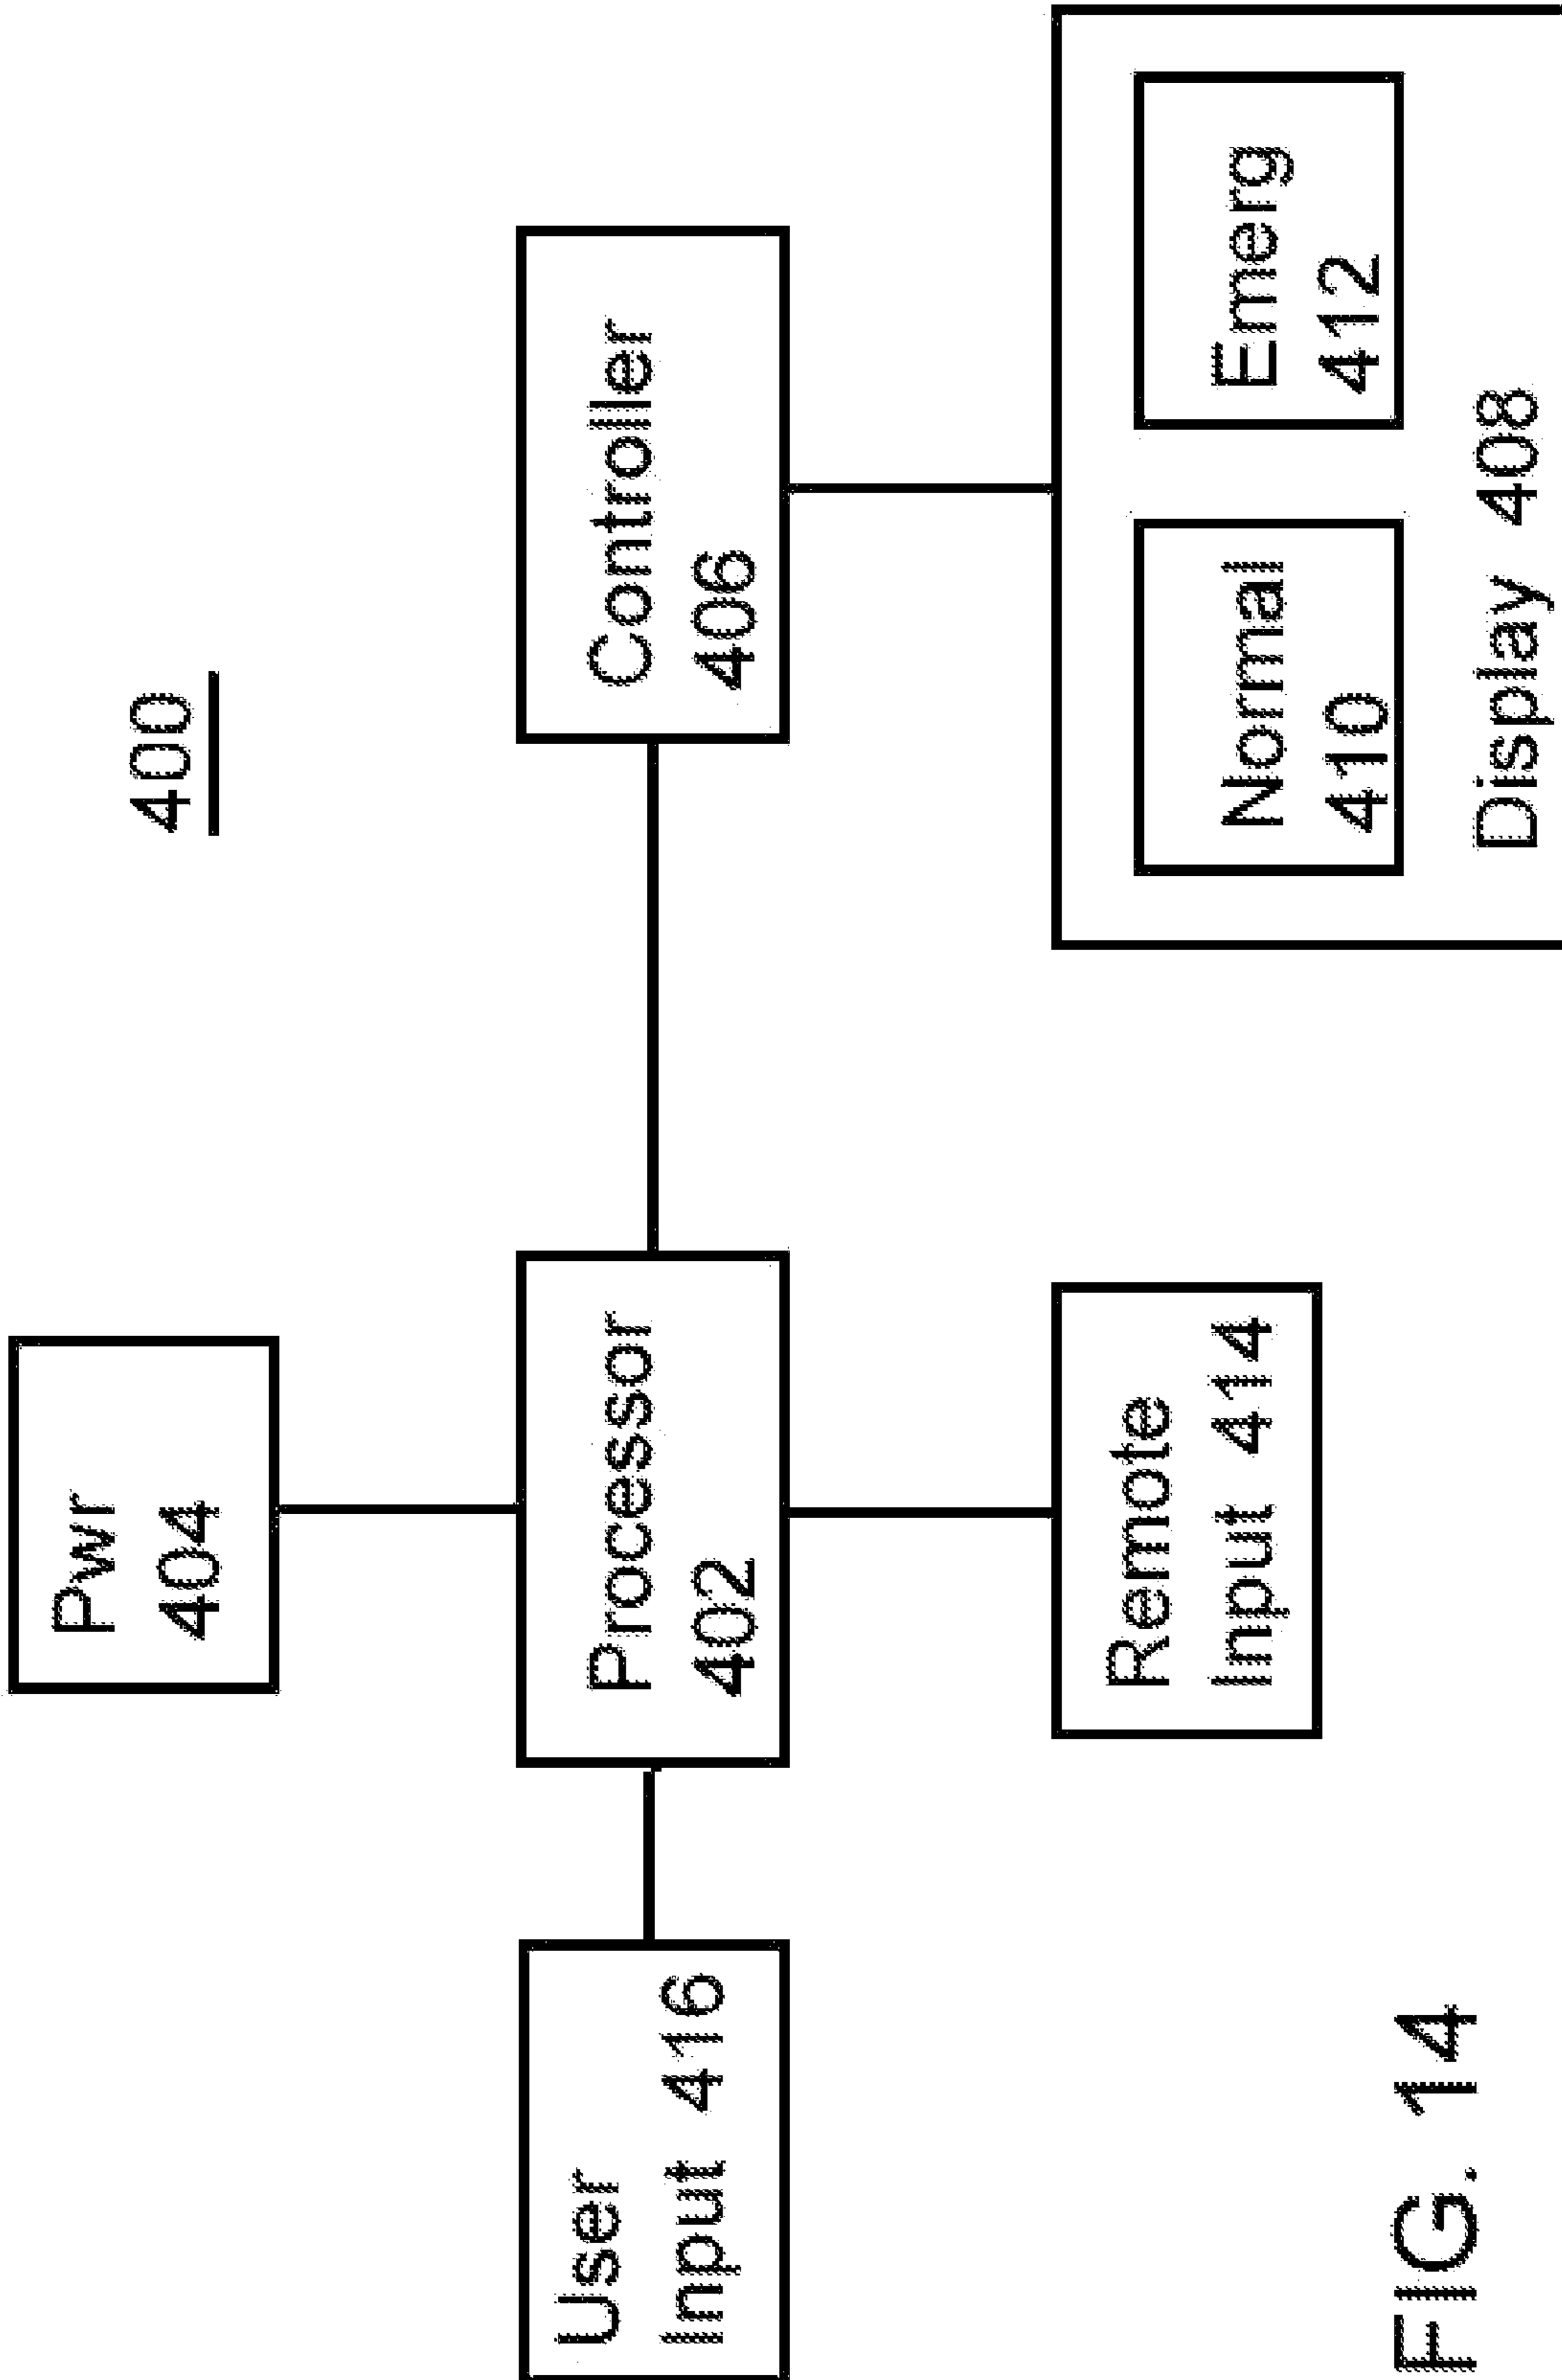 400
Pwr
404
User
Input 416
Processor
402
Controller
406
Remote
Input 414
Normal
410
Emerg
412
Display 408
FIG. 14